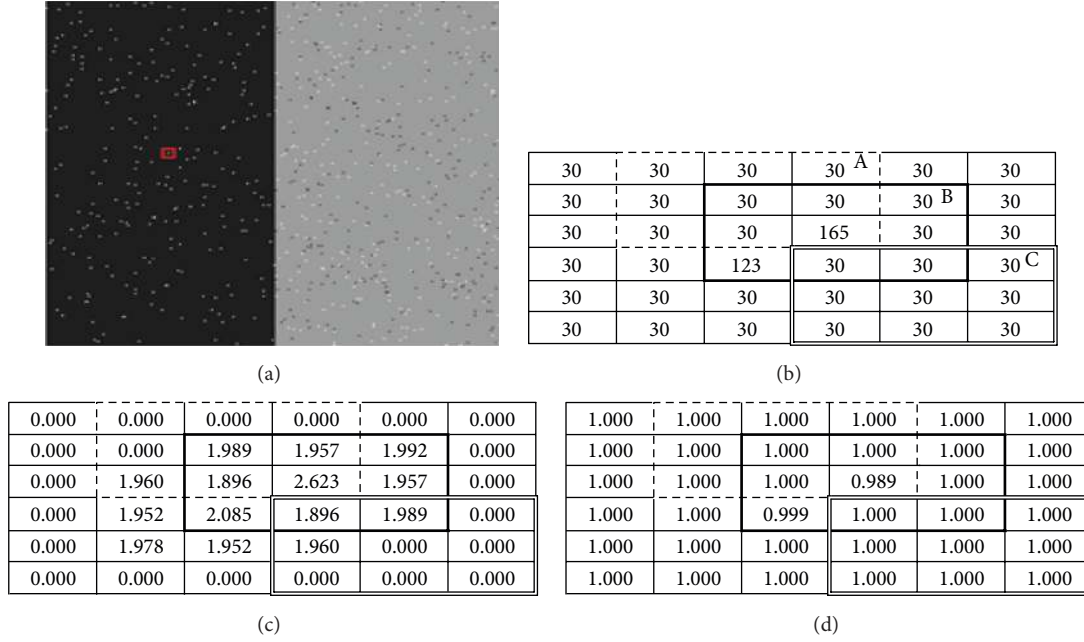 30 30 30 30 A 30 30
30 30 30 30 30 B 30
30 30 30 165 30 30
30 30 123 30 30 30 C
30 30 30 30 30 30
30 30 30 30 30 30
(a)
(b)
0.000 0.000 0.000 0.000 0.000 0.000
0.000 0.000 1.989 1.957 1.992 0.000
0.000 1.960 1.896 2.623 1.957 0.000
0.000 1.952 2.085 1.896 1.989 0.000
0.000 1.978 1.952 1.960 0.000 0.000
0.000 0.000 0.000 0.000 0.000 0.000
(c)
1.000 1.000 1.000 1.000 1.000 1.000
1.000 1.000 1.000 1.000 1.000 1.000
1.000 1.000 1.000 0.989 1.000 1.000
1.000 1.000 0.999 1.000 1.000 1.000
1.000 1.000 1.000 1.000 1.000 1.000
1.000 1.000 1.000 1.000 1.000 1.000
(d)